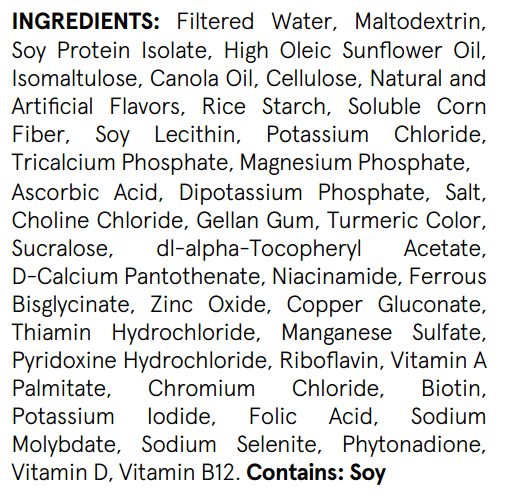 INGREDIENTS: Filtered Water, Maltodextrin,
Soy Protein Isolate, High Oleic Sunflower Oil,
Isomaltulose, Canola Oil, Cellulose, Natural and
Artificial Flavors, Rice Starch, Soluble Corn
Fiber, Soy Lecithin, Potassium Chloride,
Tricalcium Phosphate, Magnesium Phosphate,
Ascorbic Acid, Dipotassium Phosphate, Salt,
Choline Chloride, Gellan Gum, Turmeric Color,
Sucralose, dl-alpha-Tocopheryl Acetate,
D-Calcium Pantothenate, Niacinamide, Ferrous
Bisglycinate, Zinc Oxide, Copper Gluconate,
Thiamin Hydrochloride, Manganese Sulfate,
Pyridoxine Hydrochloride, Riboflavin, Vitamin A
Palmitate, Chromium Chloride, Biotin,
Potassium Iodide, Folic Acid, Sodium
Molybdate, Sodium Selenite, Phytonadione,
Vitamin D, Vitamin B12. Contains: Soy